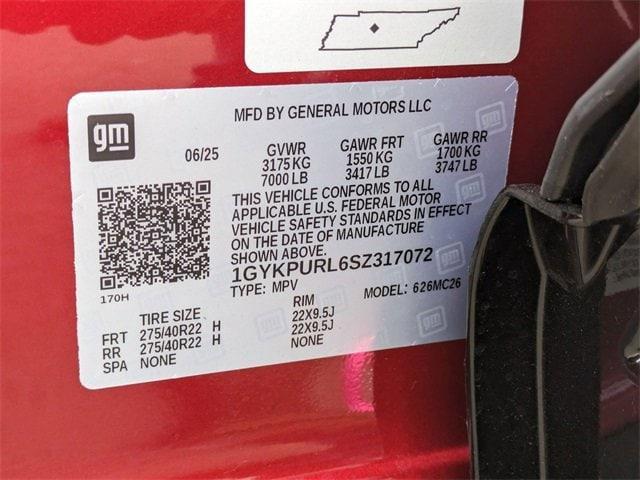 MFD BY GENERAL MOTORS LLC
gm
06/25 GVWR GAWR FRT GAWR RR
3175 KG 1550 KG 1700 KG
7000 LB 3417 LB 3747 LB
THIS VEHICLE CONFORMS TO ALL
APPLICABLE U.S. FEDERAL MOTOR
VEHICLE SAFETY STANDARDS IN EFFECT
ON THE DATE OF MANUFACTURE
SHOWN ABOVE.
1GYKPURL6SZ317072
170H
TYPE: MPV MODEL: 626MC26
TIRE SIZE RIM
FRT 275/40R22 H 22X9.5J
RR 275/40R22 H 22X9.5J
SPA NONE NONE